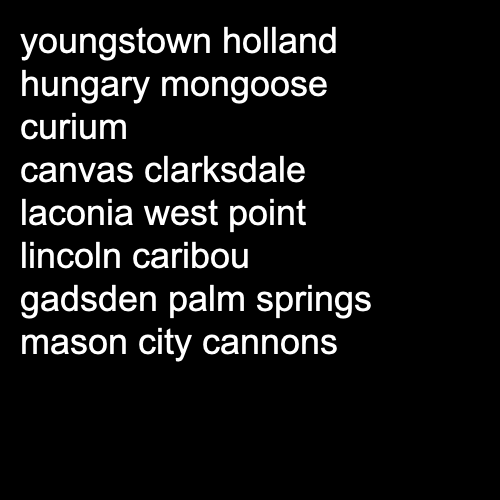 youngstown holland
hungary mongoose
curium
canvas clarksdale
laconia west point
lincoln caribou
gadsden palm springs
mason city cannons